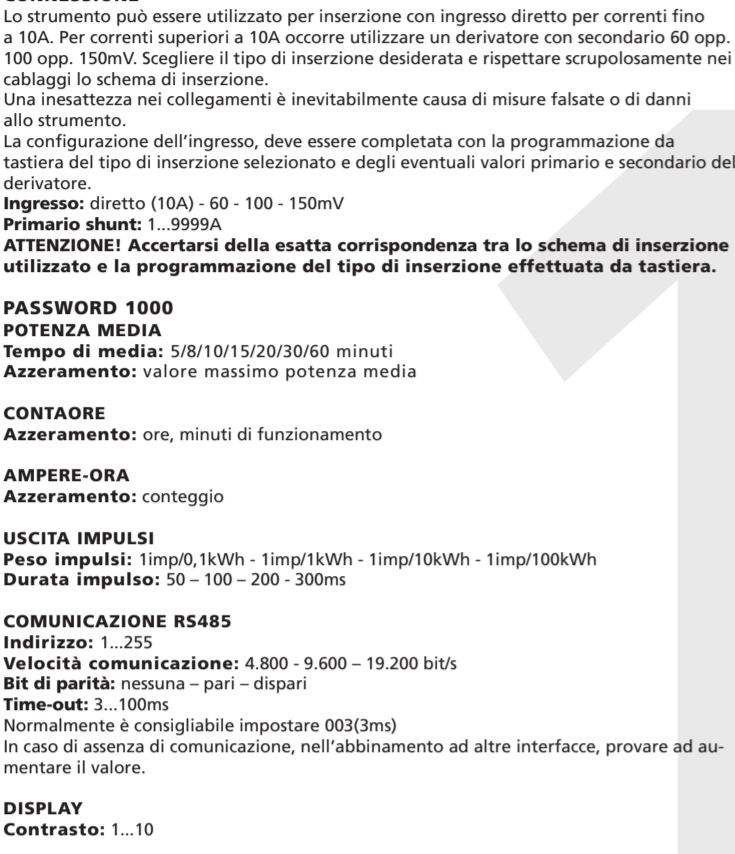 Lo strumento può essere utilizzato per inserzione con ingresso diretto per correnti fino
a 10A. Per correnti superiori a 10A occorre utilizzare un derivatore con secondario 60 opp.
100 opp. 150mV. Scegliere il tipo di inserzione desiderata e rispettare scrupolosamente nei
cablaggi lo schema di inserzione.
Una inesattezza nei collegamenti è inevitabilmente causa di misure falsate o di danni
allo strumento.
La configurazione dell'ingresso, deve essere completata con la programmazione da
tastiera del tipo di inserzione selezionato e degli eventuali valori primario e secondario del
derivatore.
Ingresso: diretto (10A) - 60 - 100 - 150mV
Primario shunt: 1...9999A
ATTENZIONE! Accertarsi della esatta corrispondenza tra lo schema di inserzione
utilizzato e la programmazione del tipo di inserzione effettuata da tastiera.
PASSWORD 1000
POTENZA MEDIA
Tempo di media: 5/8/10/15/20/30/60 minuti
Azzeramento: valore massimo potenza media
CONTAORE
Azzeramento: ore, minuti di funzionamento
AMPERE-ORA
Azzeramento: conteggio
USCITA IMPULSI
Peso impulsi: 1imp/0,1kWh - 1imp/1kWh - 1imp/10kWh - 1imp/100kWh
Durata impulso: 50 – 100 – 200 - 300ms
COMUNICAZIONE RS485
Indirizzo: 1...255
Velocità comunicazione: 4.800 - 9.600 – 19.200 bit/s
Bit di parità: nessuna – pari – dispari
Time-out: 3...100ms
Normalmente è consigliabile impostare 003(3ms)
In caso di assenza di comunicazione, nell'abbinamento ad altre interfacce, provare ad au-
mentare il valore.
DISPLAY
Contrasto: 1...10